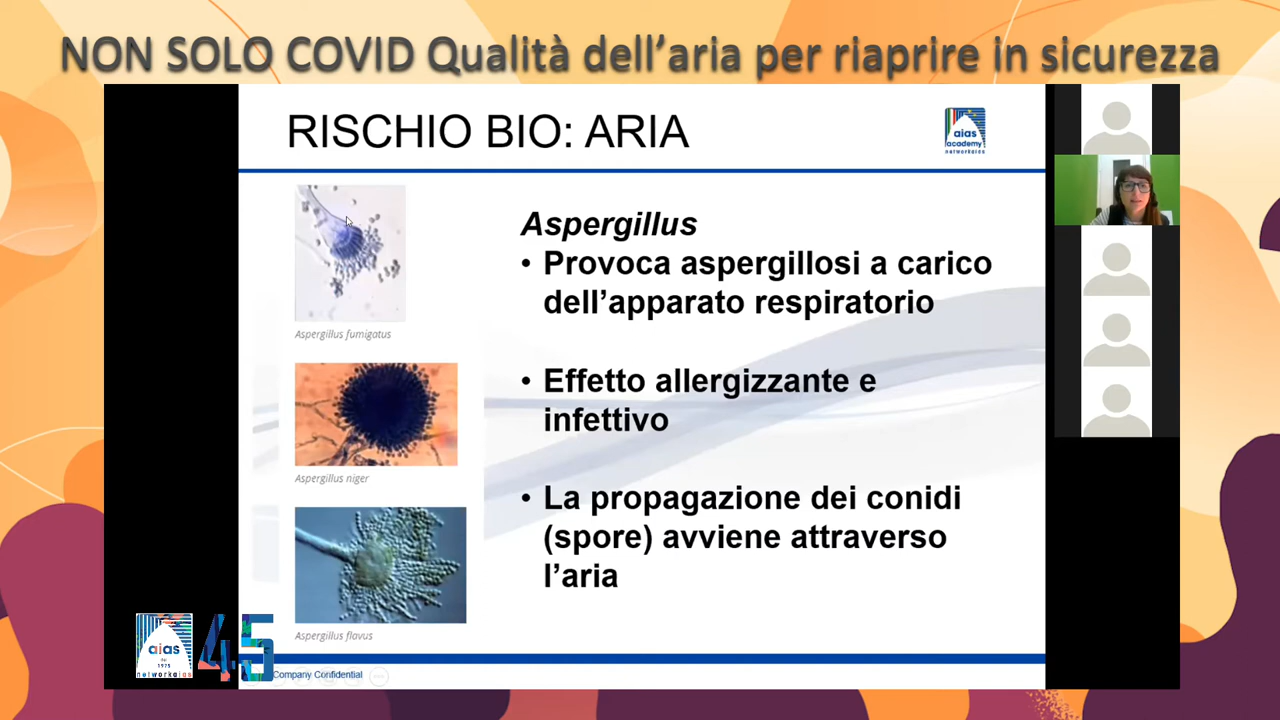 NON SOLO COVID Qualità dell'aria per riaprire in sicurezza
RISCHIO BIO: ARIA
aias
academy
networkaias
Aspergillus
• Provoca aspergillosi a carico
dell'apparato respiratorio
Aspergillus fumigatus
• Effetto allergizzante e
infettivo
Aspergillus niger
• La propagazione dei conidi
(spore) avviene attraverso
l'aria
Aspergillus flavus
aias
1975
networkaias
45
Company Confidential